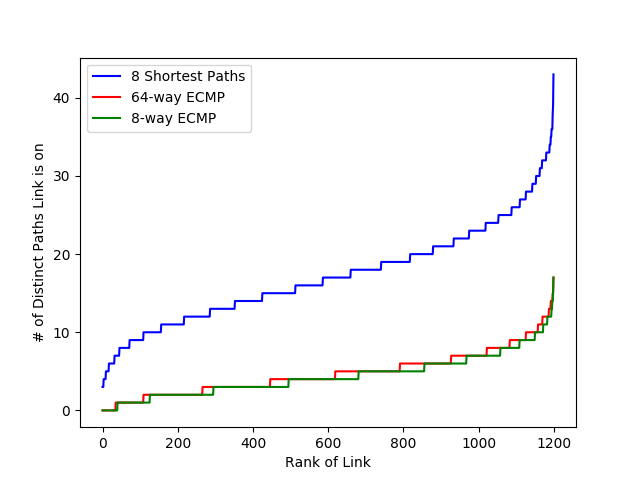 8 Shortest Paths
64-way ECMP
8-way ECMP
# of Distinct Paths Link is on
40
30
20
10
0
0 200 400 600 800 1000 1200
Rank of Link